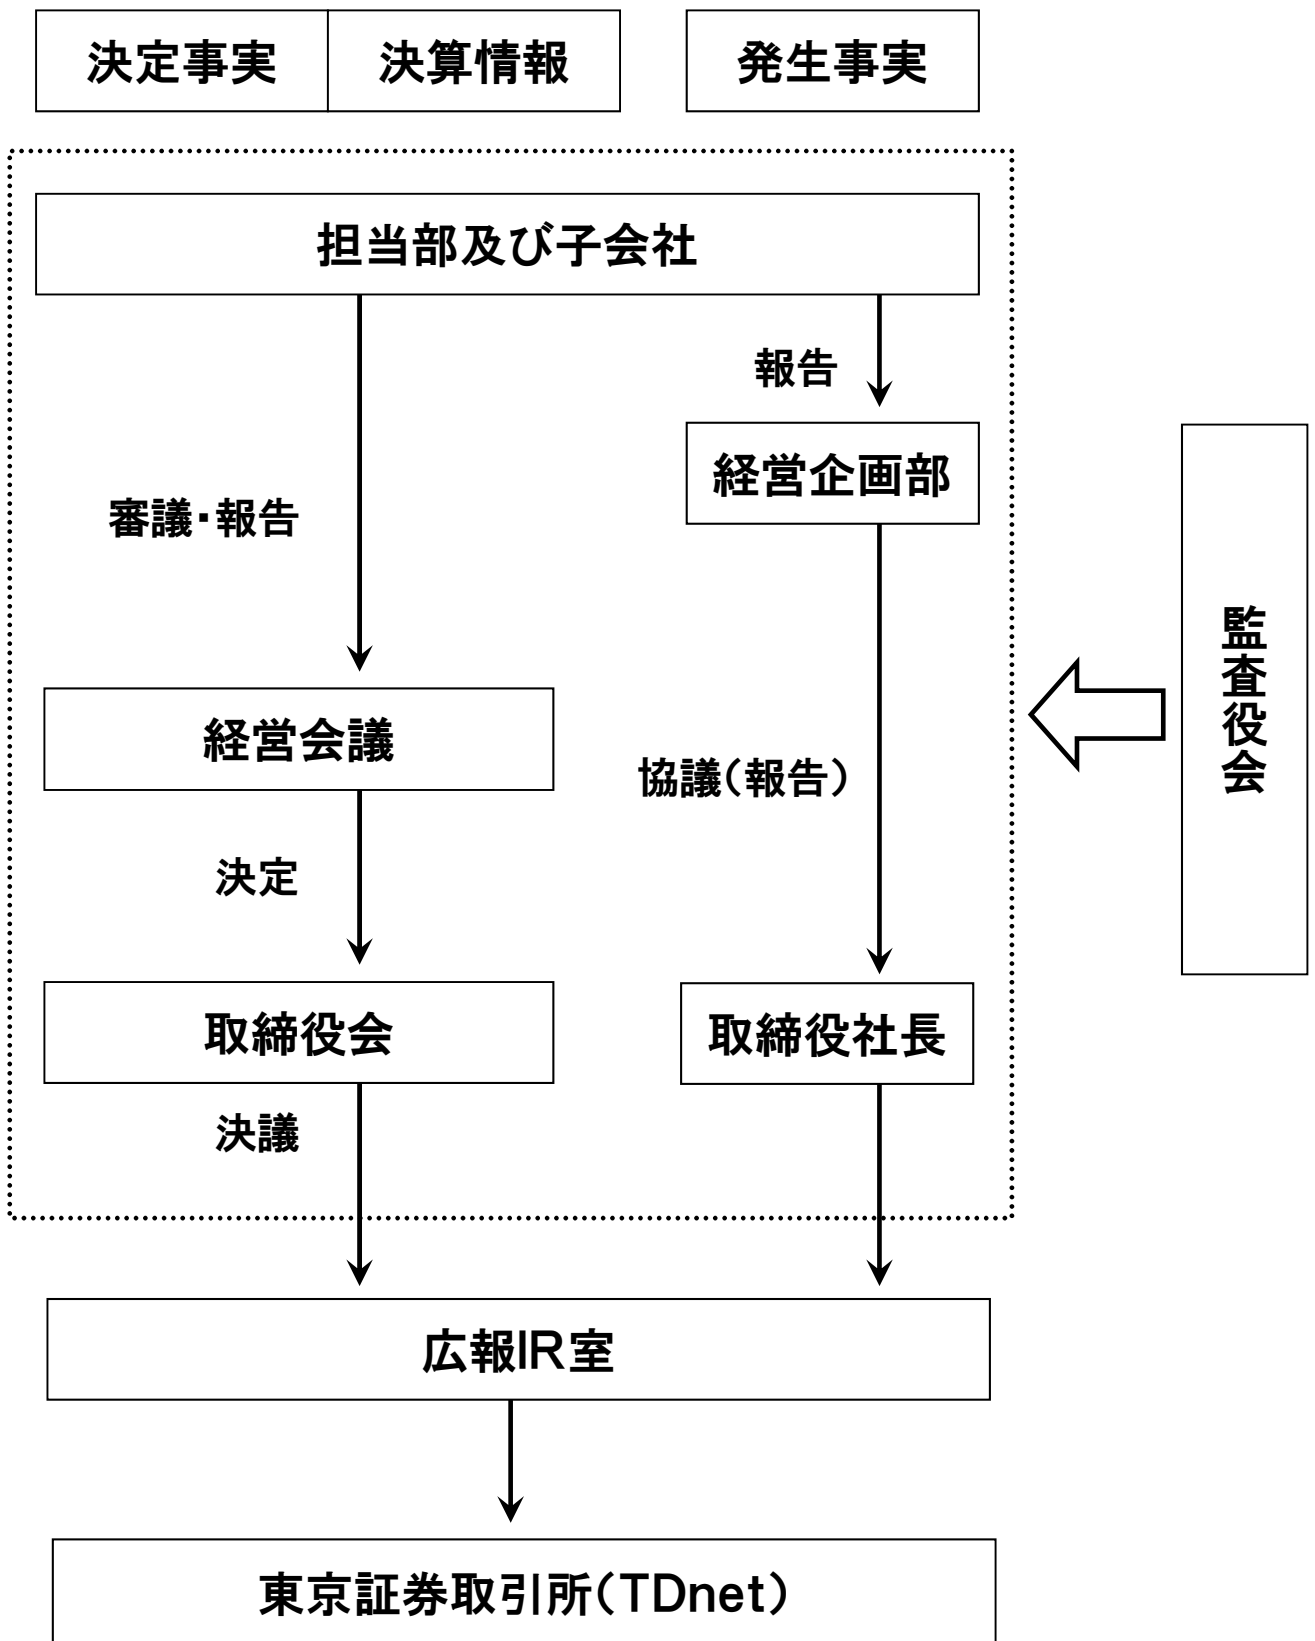 決定事実
決算情報
発生事実
担当部及び子会社
報告
経営企画部
審議・報告
監査役会
経営会議
協議（報告）
決定
取締役会
取締役社長
決議
広報IR室
東京証券取引所（TDnet）